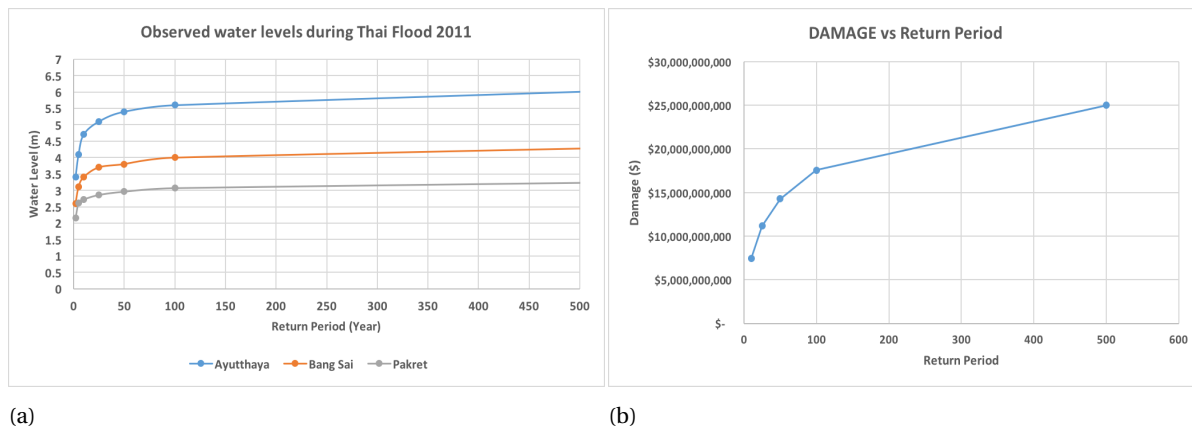 Observed water levels during Thai Flood 2011
Water Level (m)
7
6.5
6
5.5
5
4.5
4
3.5
3
2.5
2
1.5
1
0.5
0
0 50 100 150 200 250 300 350 400 450 500
Return Period (Year)
Ayutthaya Bang Sai Pakret
(a)
DAMAGE vs Return Period
Damage ($)
$30,000,000,000
$25,000,000,000
$20,000,000,000
$15,000,000,000
$10,000,000,000
$5,000,000,000
$-
0 100 200 300 400 500 600
Return Period
(b)